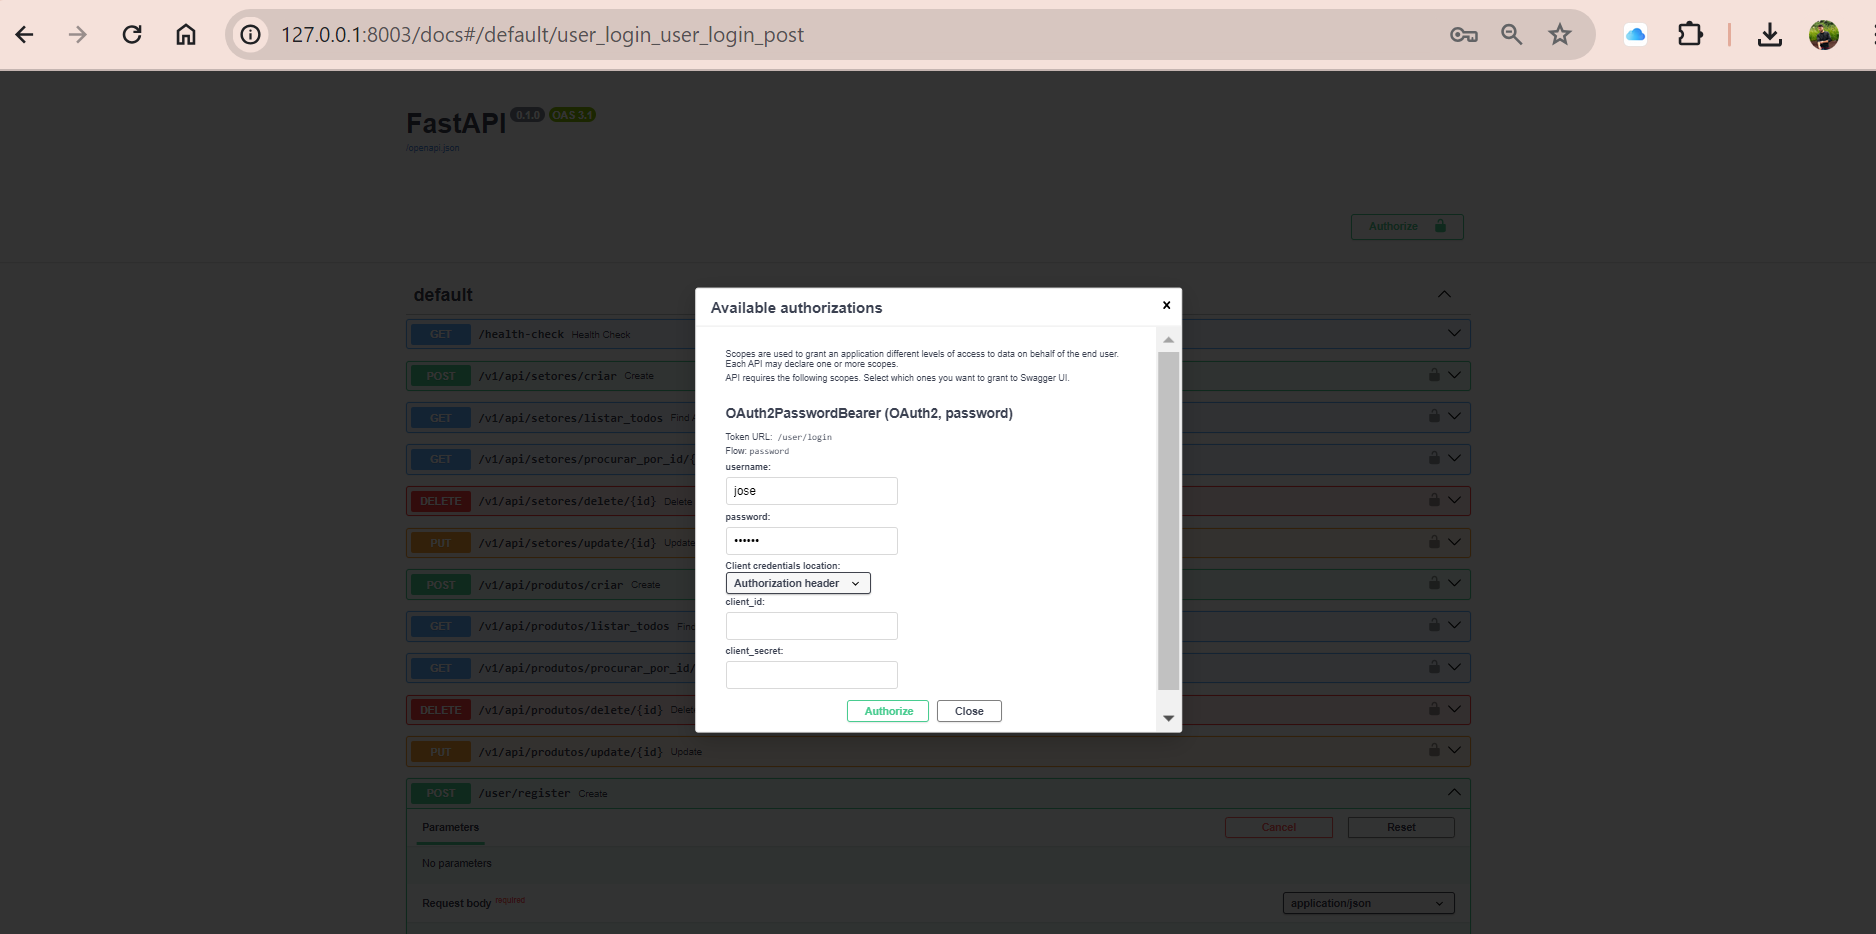 127.0.0.1:8003/docs#/default/user_login_user_login_post
FastAPI 0.1.0 OAS 3.1
/openapi.json
Authorize
default
Available authorizations x
Scopes are used to grant an application different levels of access to data on behalf of the end user.
Each API may declare one or more scopes.
API requires the following scopes. Select which ones you want to grant to Swagger UI.
OAuth2PasswordBearer (OAuth2, password)
Token URL: /user/login
Flow: password
username:
jose
password:
••••••
Client credentials location:
Authorization header
client_id:
client_secret:
Authorize Close
GET /health-check Health Check
POST /v1/api/setores/criar Create
GET /v1/api/setores/listar_todos Find A
GET /v1/api/setores/procurar_por_id/{
DELETE /v1/api/setores/delete/{id} Delete
PUT /v1/api/setores/update/{id} Update
POST /v1/api/produtos/criar Create
GET /v1/api/produtos/listar_todos Find
GET /v1/api/produtos/procurar_por_id/
DELETE /v1/api/produtos/delete/{id} Delet
PUT /v1/api/produtos/update/{id} Update
POST /user/register Create
Parameters Cancel Reset
No parameters
Request body required application/json